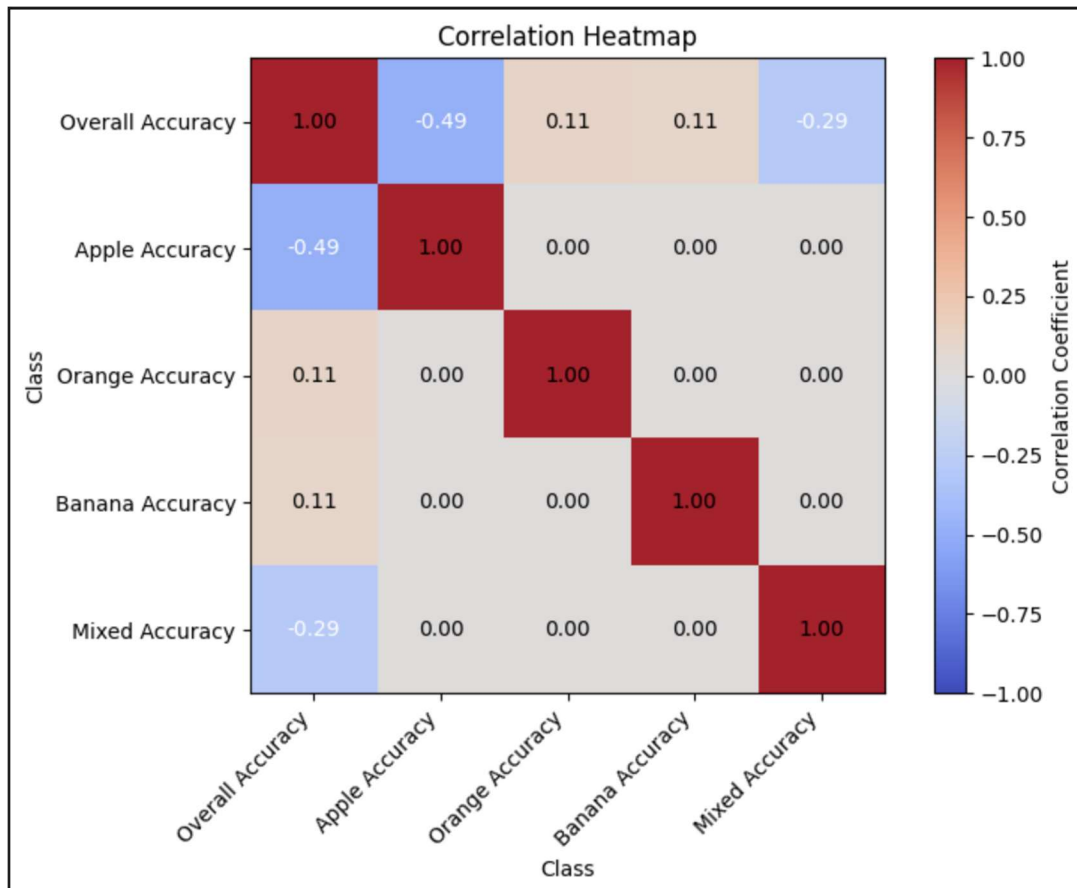 Correlation Heatmap
Overall Accuracy 1.00 -0.49 0.11 0.11 -0.29
Apple Accuracy -0.49 1.00 0.00 0.00 0.00
Orange Accuracy 0.11 0.00 1.00 0.00 0.00
Banana Accuracy 0.11 0.00 0.00 1.00 0.00
Mixed Accuracy -0.29 0.00 0.00 0.00 1.00
Class
Overall Accuracy
Apple Accuracy
Orange Accuracy
Banana Accuracy
Mixed Accuracy
Class
1.00
0.75
0.50
0.25
0.00
−0.25
−0.50
−0.75
−1.00
Correlation Coefficient